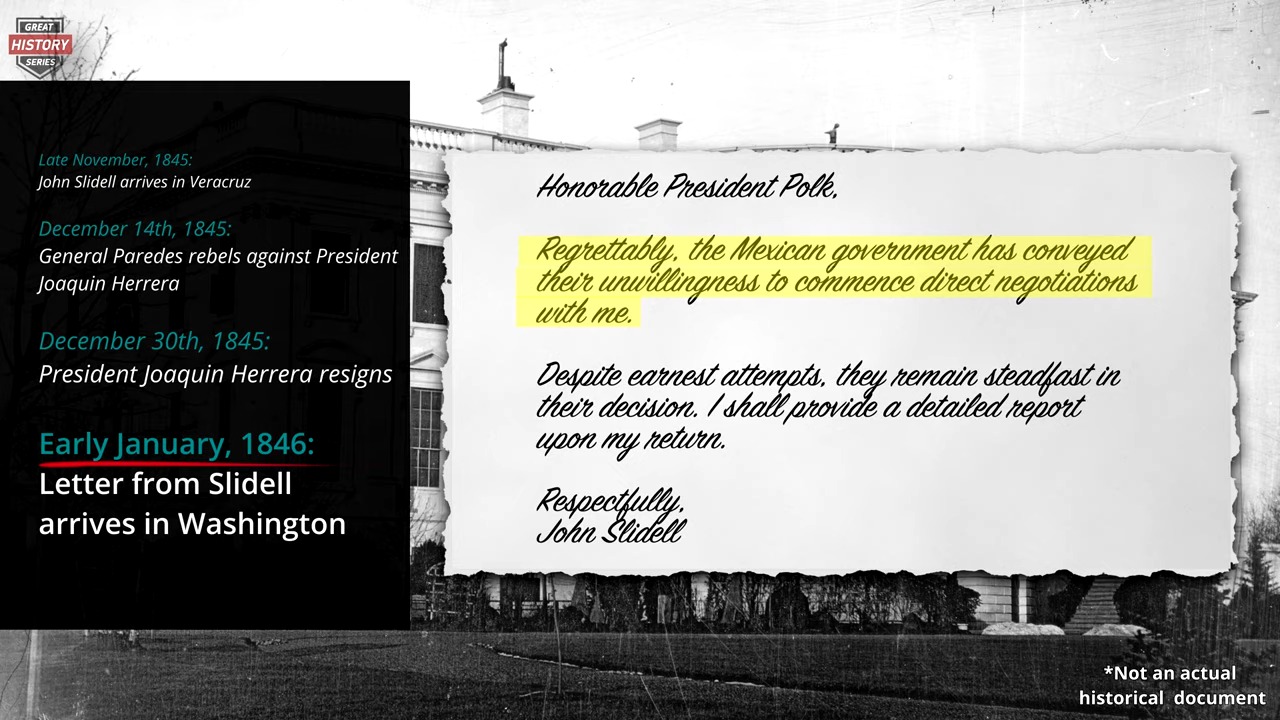 GREAT
HISTORY
SERIES
Late November, 1845:
John Slidell arrives in Veracruz
December 14th, 1845:
General Paredes rebels against President
Joaquin Herrera
December 30th, 1845:
President Joaquin Herrera resigns
Early January, 1846:
Letter from Slidell
arrives in Washington
Honorable President Polk,
Regrettably, the Mexican government has conveyed
their unwillingness to commence direct negotiations
with me.
Despite earnest attempts, they remain steadfast in
their decision. I shall provide a detailed report
upon my return.
Respectfully,
John Slidell
*Not an actual
historical document